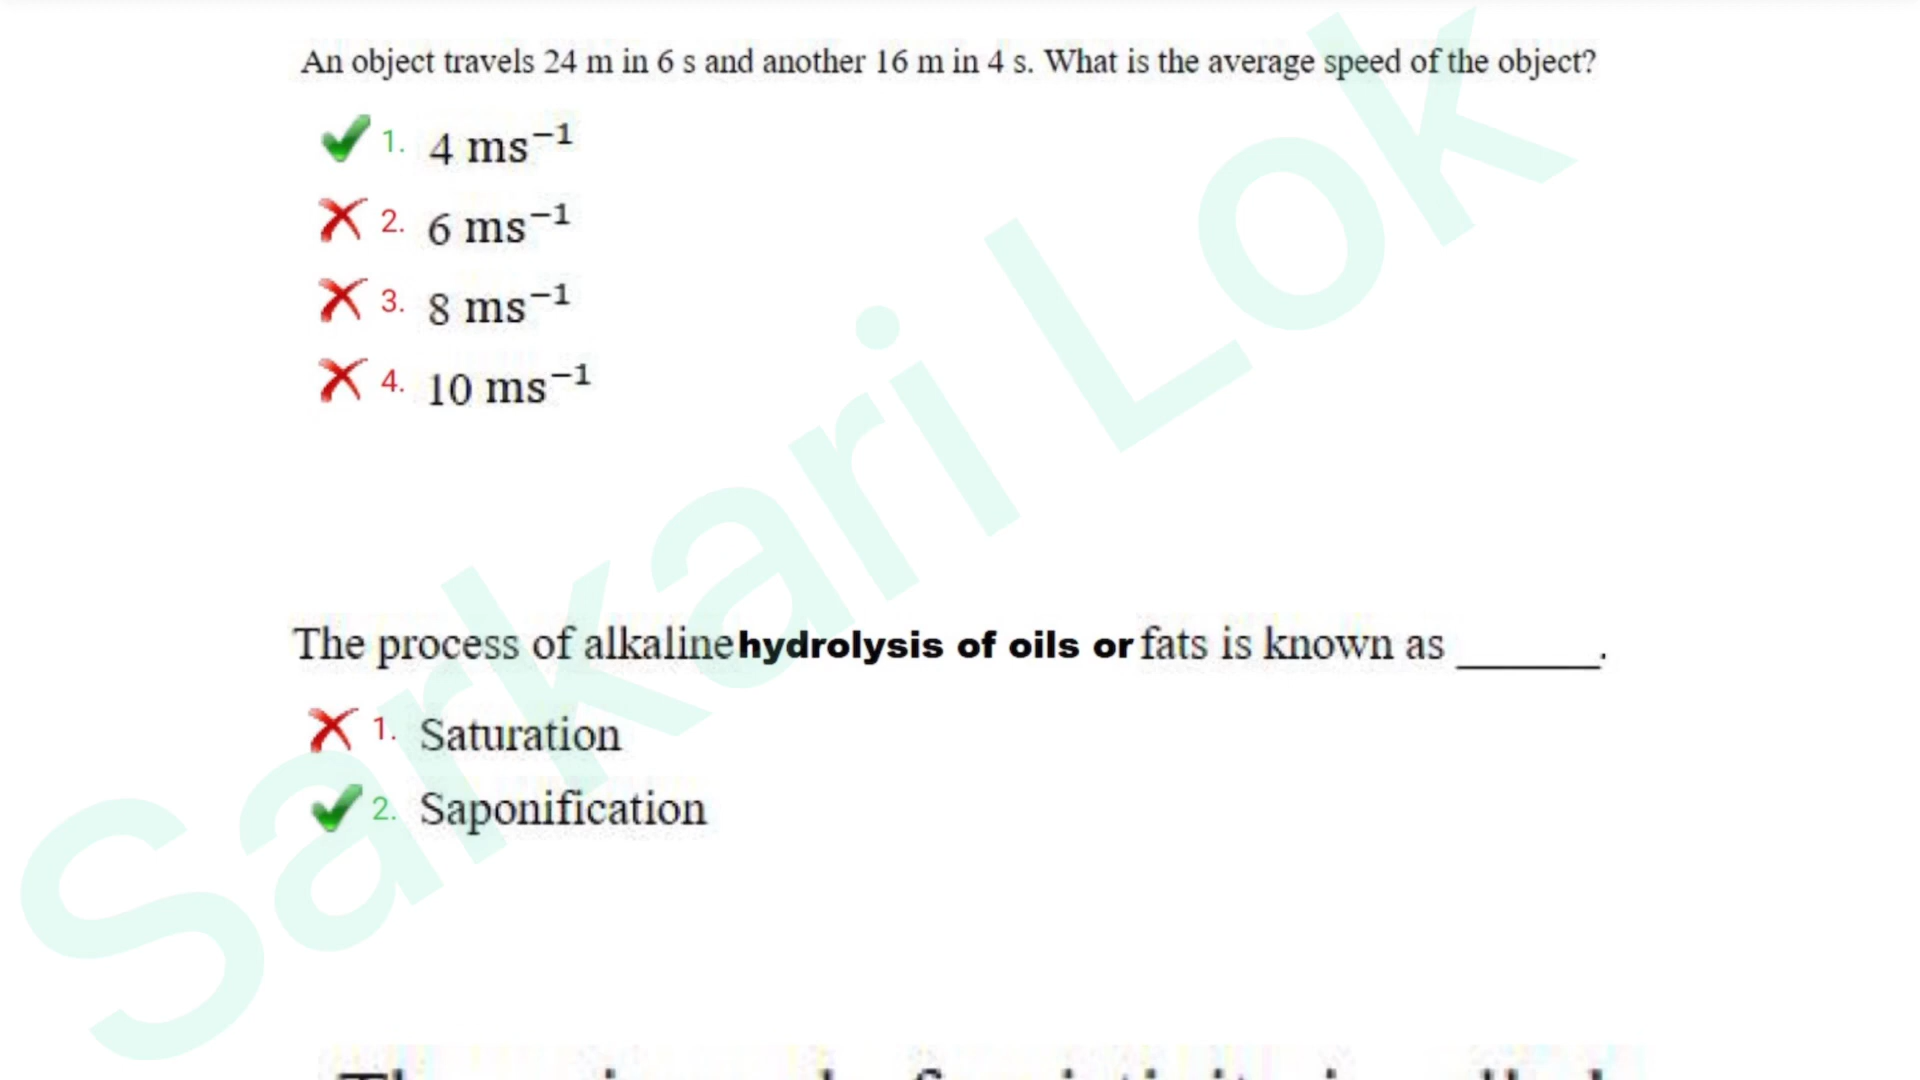 An object travels 24 m in 6 s and another 16 m in 4 s. What is the average speed of the object?
1. 4 ms⁻¹
2. 6 ms⁻¹
3. 8 ms⁻¹
4. 10 ms⁻¹
The process of alkaline hydrolysis of oils or fats is known as ______.
1. Saturation
2. Saponification
Sarkari Lok